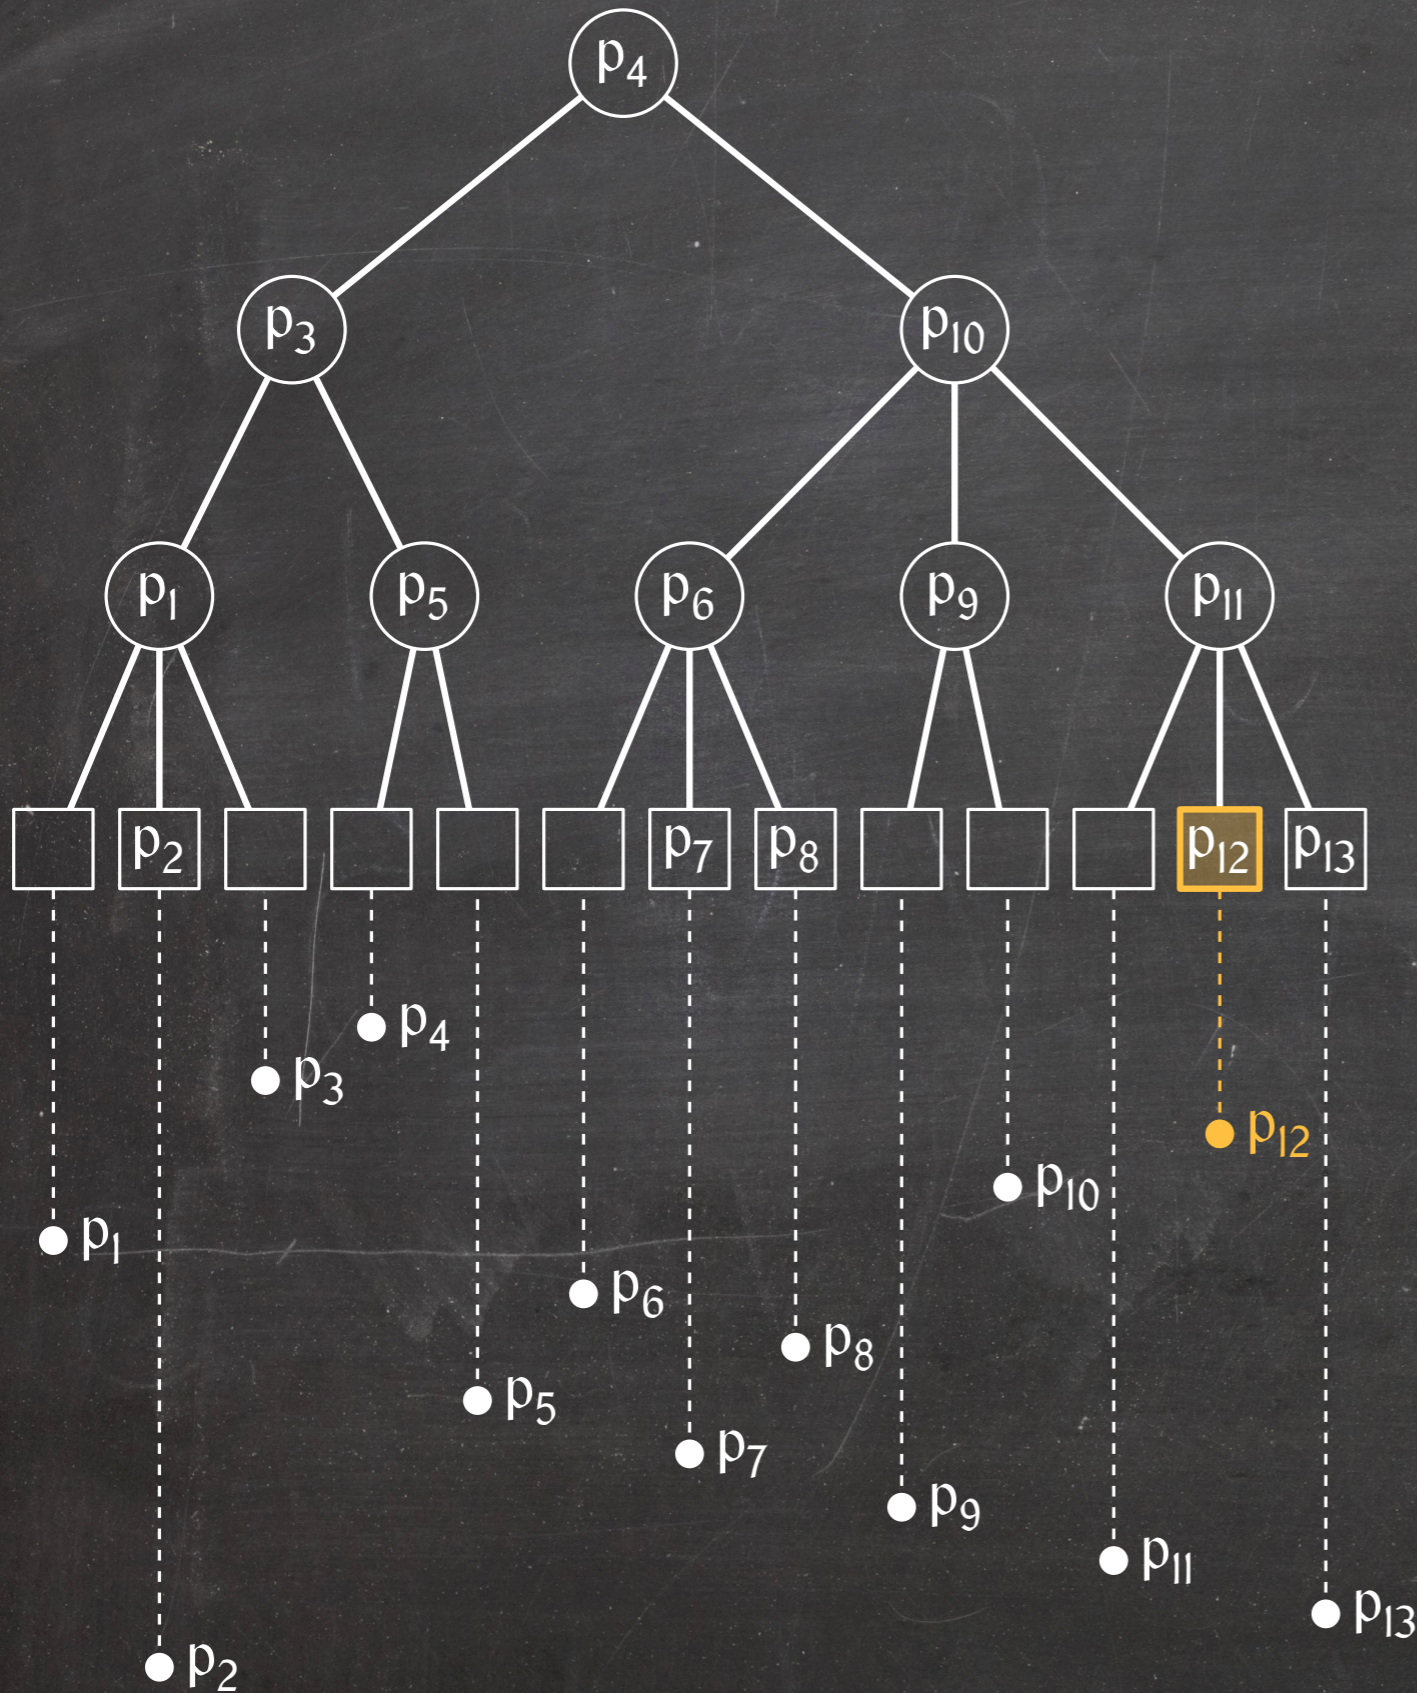 p₄
p₃ p₁₀
p₁ p₅ p₆ p₉ p₁₁
p₂ p₇ p₈ p₁₂ p₁₃
p₄
p₃
p₁₂
p₁₀
p₁
p₆
p₈
p₅
p₇
p₉
p₁₁
p₁₃
p₂